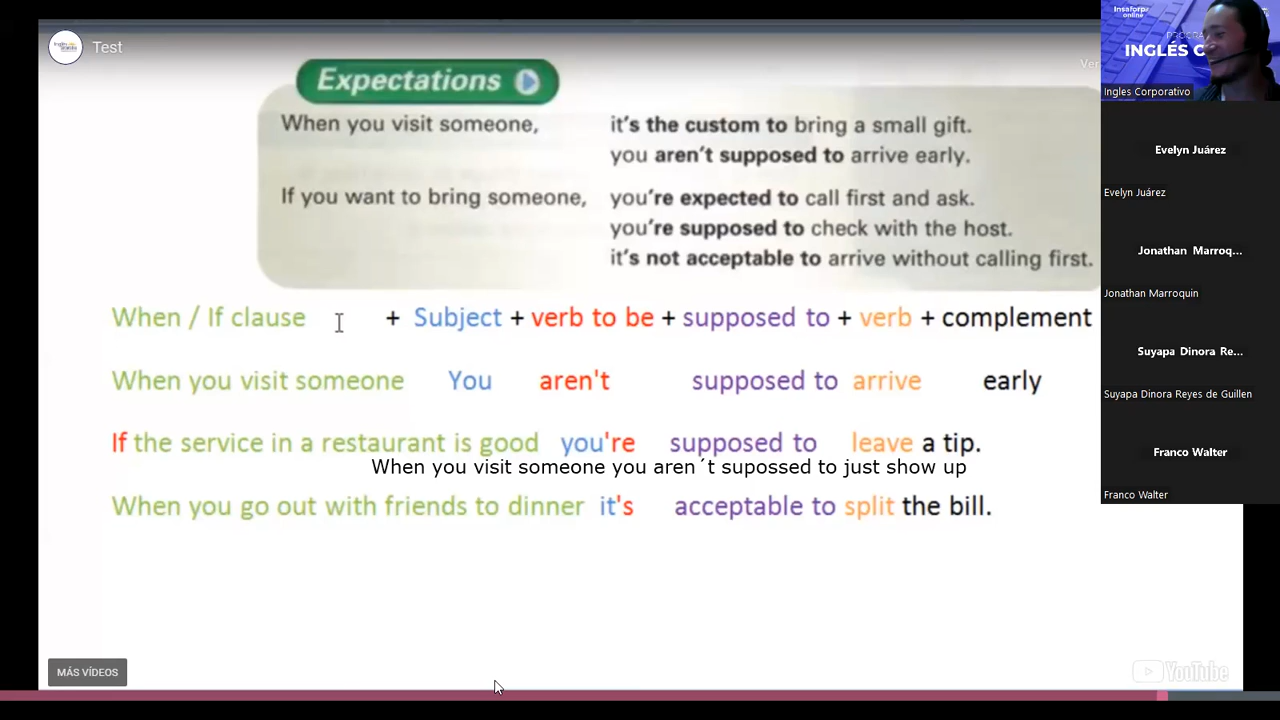 Test
Expectations
When you visit someone, it's the custom to bring a small gift.
you aren't supposed to arrive early.
If you want to bring someone, you're expected to call first and ask.
you're supposed to check with the host.
it's not acceptable to arrive without calling first.
When / If clause + Subject + verb to be + supposed to + verb + complement
When you visit someone You aren't supposed to arrive early
If the service in a restaurant is good you're supposed to leave a tip.
When you visit someone you aren´t supossed to just show up
When you go out with friends to dinner it's acceptable to split the bill.
MÁS VÍDEOS
YouTube
Insaforp
online
INGLÉS C
Ingles Corporativo
Evelyn Juárez
Evelyn Juárez
Jonathan Marroq...
Jonathan Marroquin
Suyapa Dinora Re...
Suyapa Dinora Reyes de Guillen
Franco Walter
Franco Walter